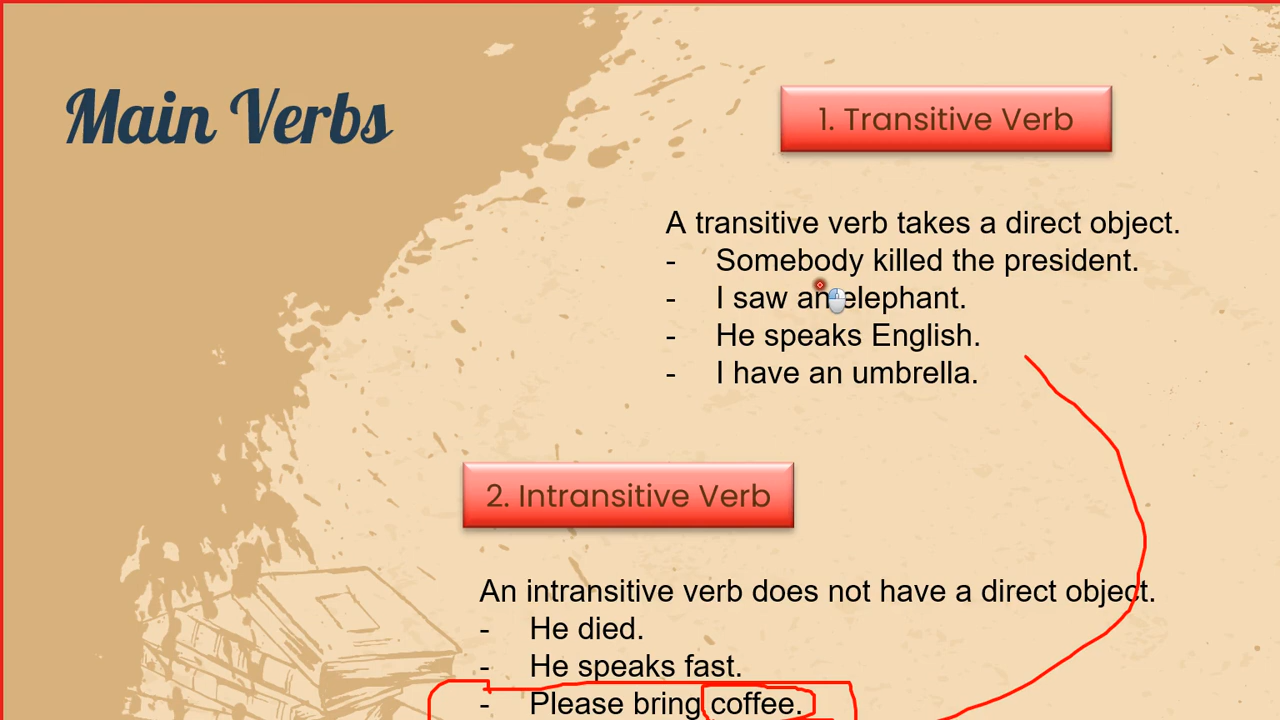 Main Verbs
1. Transitive Verb
A transitive verb takes a direct object.
- Somebody killed the president.
- I saw an elephant.
- He speaks English.
- I have an umbrella.
2. Intransitive Verb
An intransitive verb does not have a direct object.
- He died.
- He speaks fast.
- Please bring coffee.